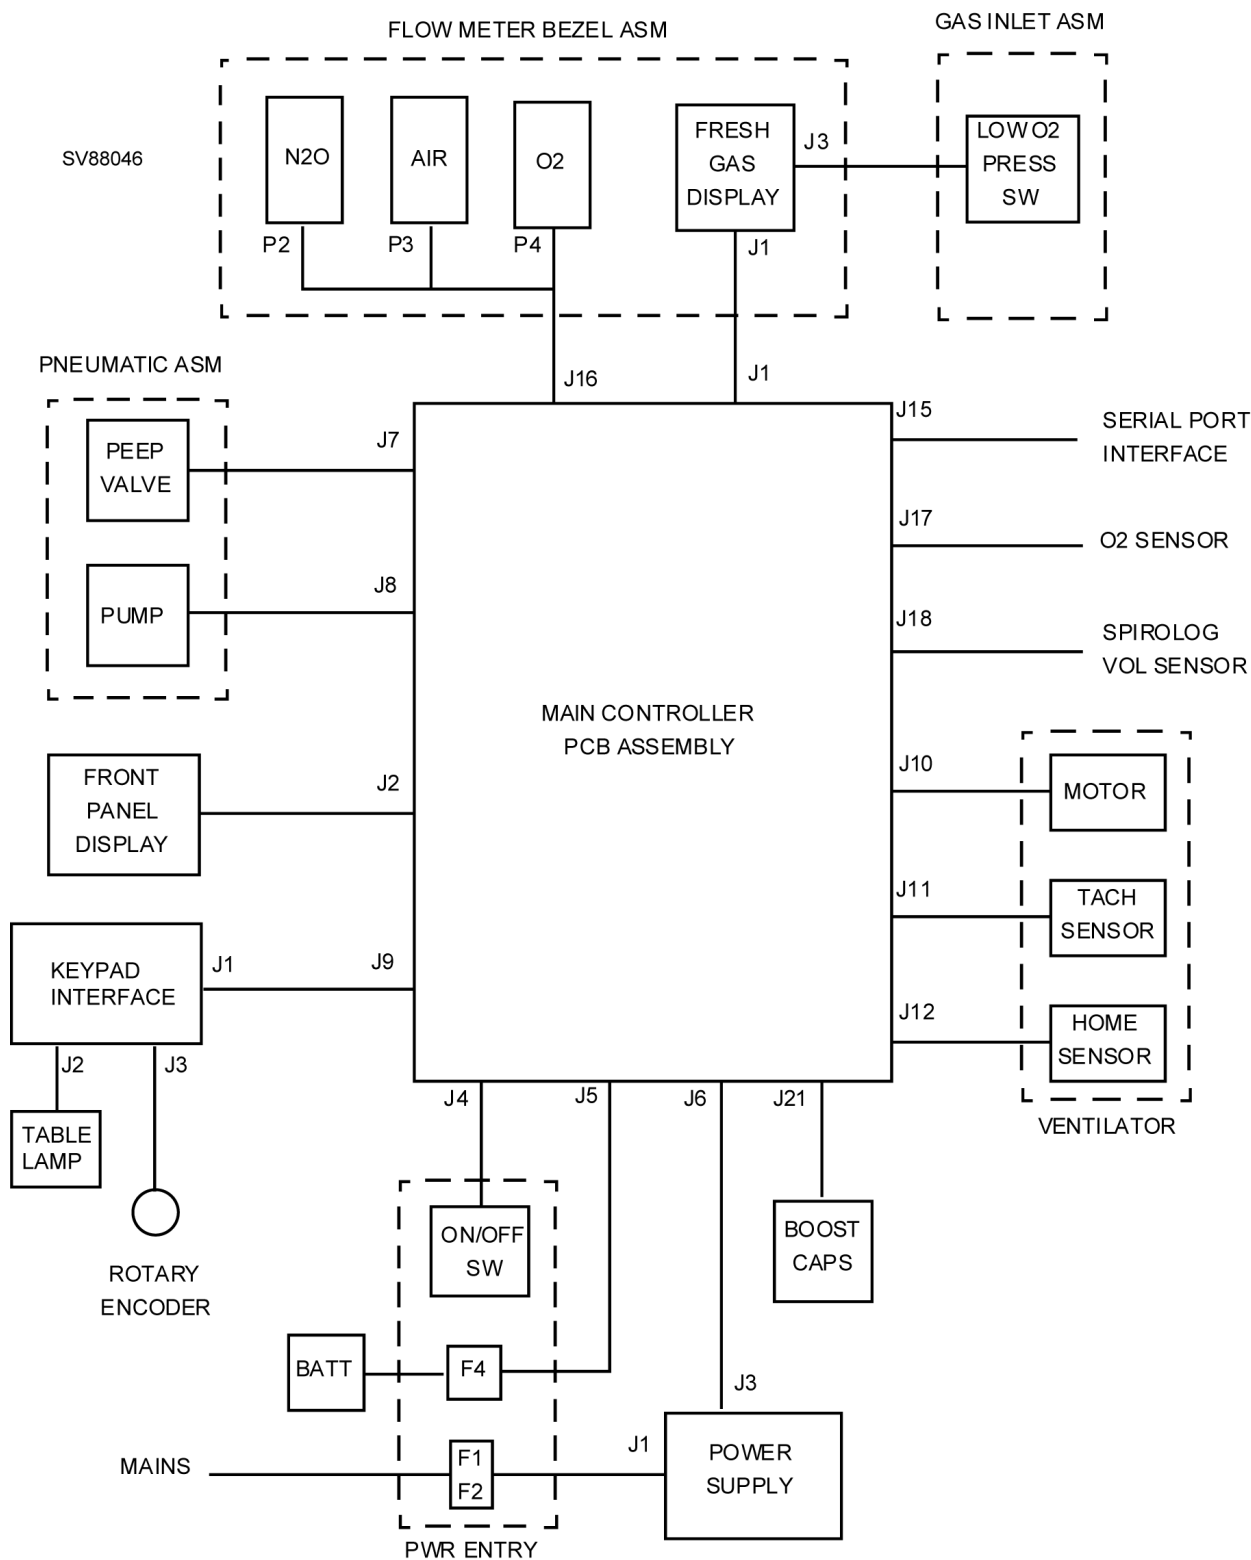 FLOW METER BEZEL ASM
GAS INLET ASM
SV88046
N2O
AIR
O2
FRESH
GAS
DISPLAY
J3
LOW O2
PRESS
SW
P2
P3
P4
J1
PNEUMATIC ASM
J16
J1
PEEP
VALVE
J7
J15
SERIAL PORT
INTERFACE
J17
O2 SENSOR
PUMP
J8
J18
SPIROLOG
VOL SENSOR
MAIN CONTROLLER
PCB ASSEMBLY
FRONT
PANEL
DISPLAY
J2
J10
MOTOR
J11
TACH
SENSOR
KEYPAD
INTERFACE
J1
J9
J12
HOME
SENSOR
J2
J3
J4
J5
J6
J21
VENTILATOR
TABLE
LAMP
ROTARY
ENCODER
ON/OFF
SW
BOOST
CAPS
BATT
F4
J3
MAINS
F1
F2
J1
POWER
SUPPLY
PWR ENTRY